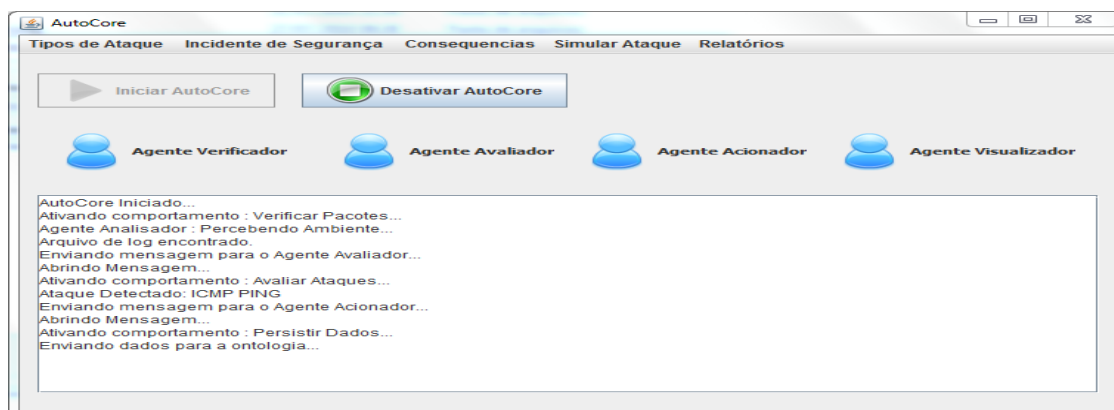 AutoCore
Tipos de Ataque Incidente de Segurança Consequencias Simular Ataque Relatórios
Iniciar AutoCore Desativar AutoCore
Agente Verificador Agente Avaliador Agente Acionador Agente Visualizador
AutoCore Iniciado...
Ativando comportamento : Verificar Pacotes...
Agente Analisador : Percebendo Ambiente...
Arquivo de log encontrado.
Enviando mensagem para o Agente Avaliador...
Abrindo Mensagem...
Ativando comportamento : Avaliar Ataques...
Ataque Detectado: ICMP PING
Enviando mensagem para o Agente Acionador...
Abrindo Mensagem...
Ativando comportamento : Persistir Dados...
Enviando dados para a ontologia...